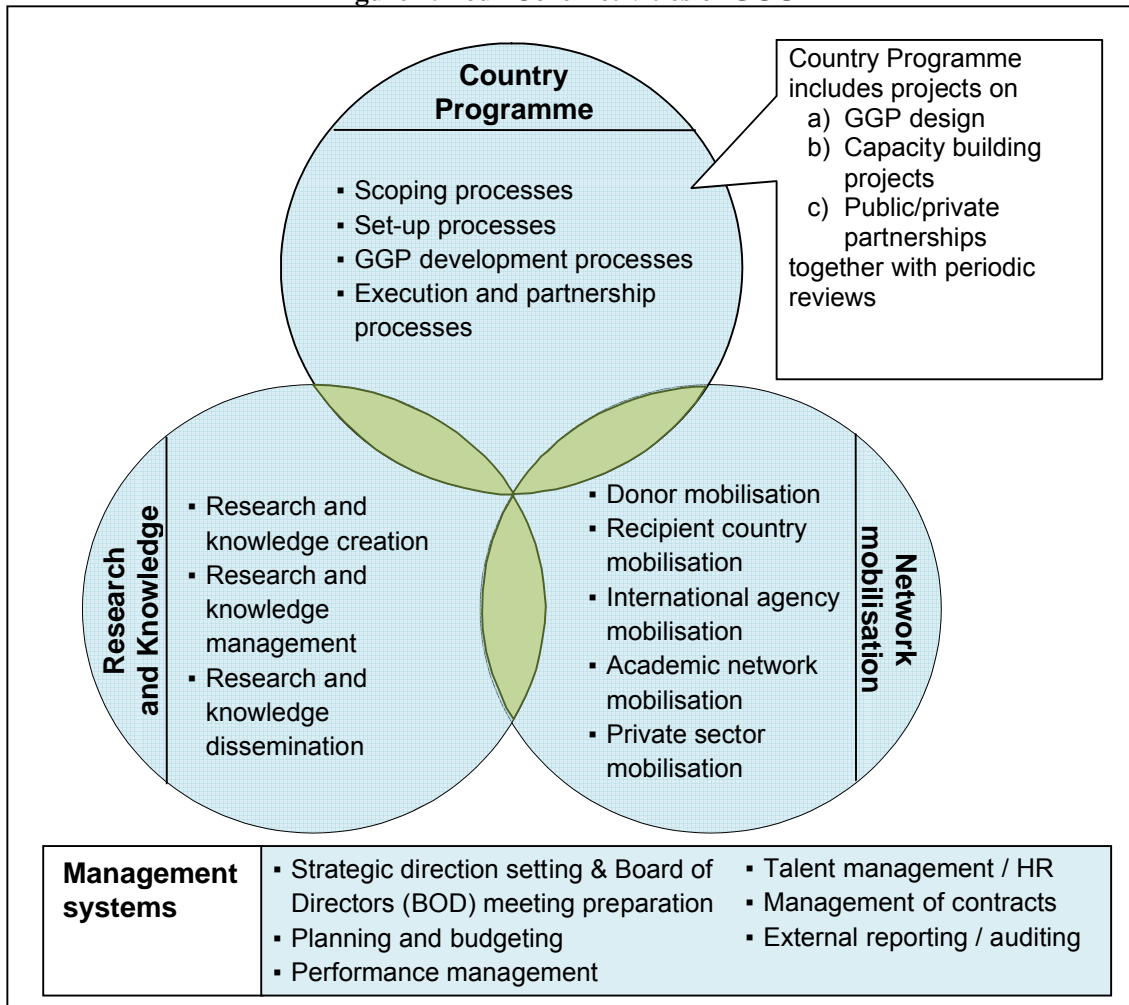 Country
Programme
▪ Scoping processes
▪ Set-up processes
▪ GGP development processes
▪ Execution and partnership
processes
Country Programme
includes projects on
a) GGP design
b) Capacity building
projects
c) Public/private
partnerships
together with periodic
reviews
Research
and Knowledge
▪ Research and
knowledge creation
▪ Research and
knowledge
management
▪ Research and
knowledge
dissemination
▪ Donor mobilisation
▪ Recipient country
mobilisation
▪ International agency
mobilisation
▪ Academic network
mobilisation
▪ Private sector
mobilisation
Network
mobilisation
Management
systems
▪ Strategic direction setting & Board of
Directors (BOD) meeting preparation
▪ Planning and budgeting
▪ Performance management
▪ Talent management / HR
▪ Management of contracts
▪ External reporting / auditing